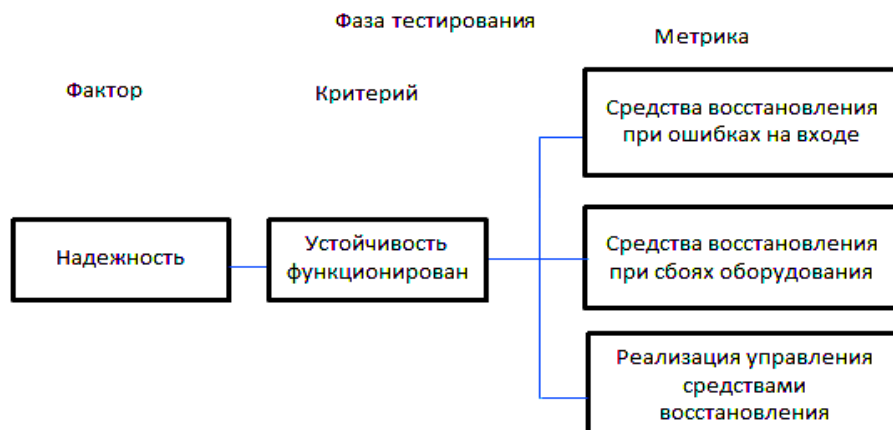 Фаза тестирования
Метрика
Фактор
Критерий
Средства восстановления
при ошибках на входе
Надежность
Устойчивость
функционирован
Средства восстановления
при сбоях оборудования
Реализация управления
средствами
восстановления